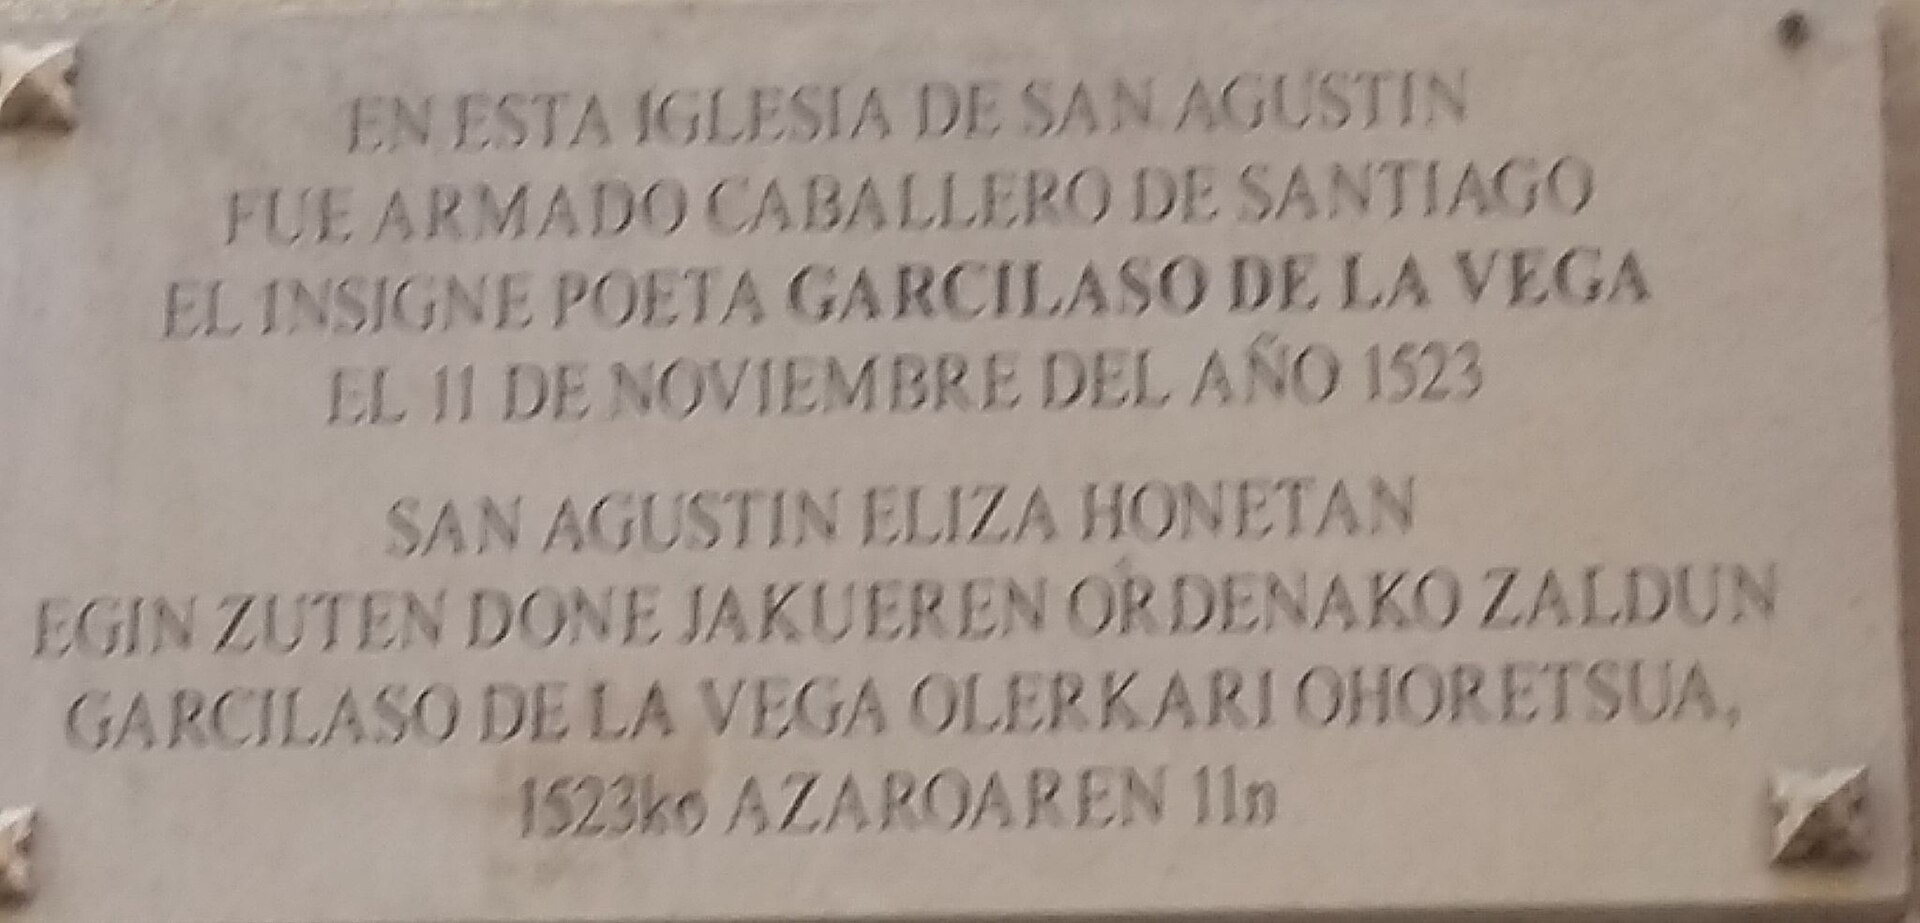 EN ESTA IGLESIA DE SAN AGUSTIN
FUE ARMADO CABALLERO DE SANTIAGO
EL INSIGNE POETA GARCILASO DE LA VEGA
EL 11 DE NOVIEMBRE DEL AÑO 1523
SAN AGUSTIN ELIZA HONETAN
EGIN ZUTEN DONE JAKUEREN ORDENAKO ZALDUN
GARCILASO DE LA VEGA OLERKARI OHORETSUA,
1523ko AZAROAREN 11n